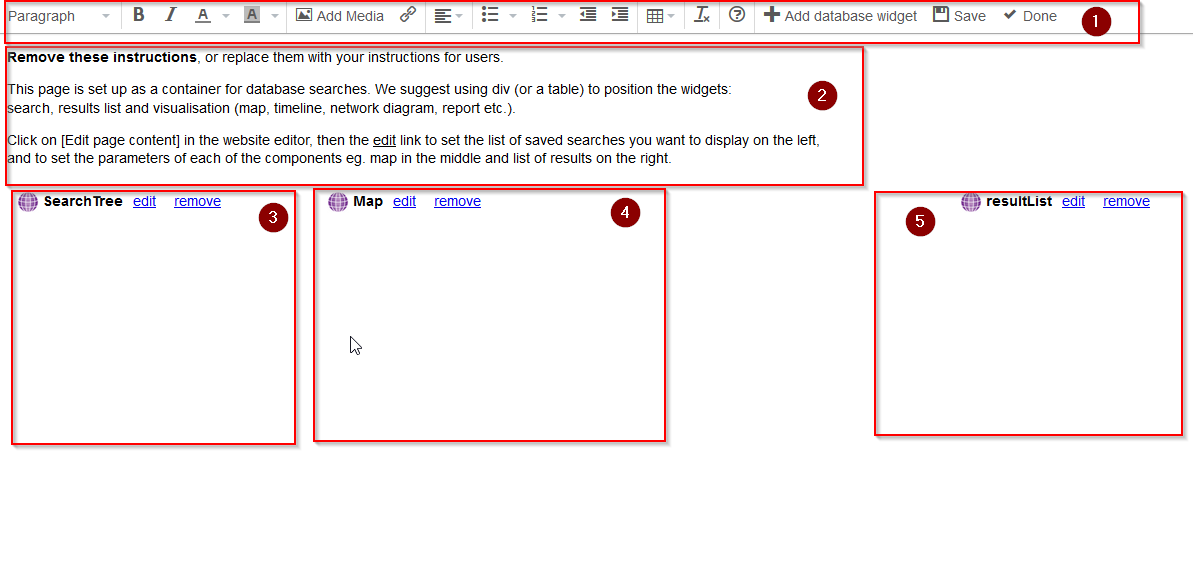 Paragraph B I A A Add Media Add database widget Save Done 1
Remove these instructions, or replace them with your instructions for users.
This page is set up as a container for database searches. We suggest using div (or a table) to position the widgets:
2
search, results list and visualisation (map, timeline, network diagram, report etc.).
Click on [Edit page content] in the website editor, then the edit link to set the list of saved searches you want to display on the left,
and to set the parameters of each of the components eg. map in the middle and list of results on the right.
SearchTree edit remove 3
Map edit remove 4
resultList edit remove
5